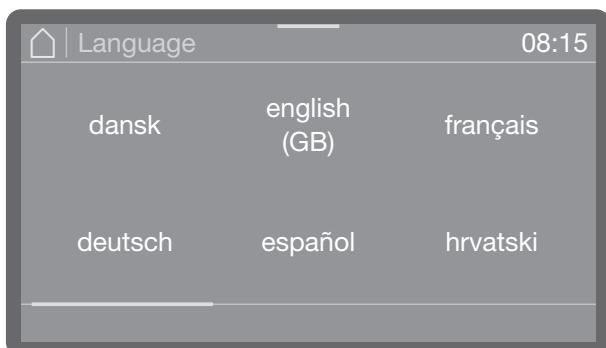 Language 08:15
dansk
english
(GB)
français
deutsch
español
hrvatski